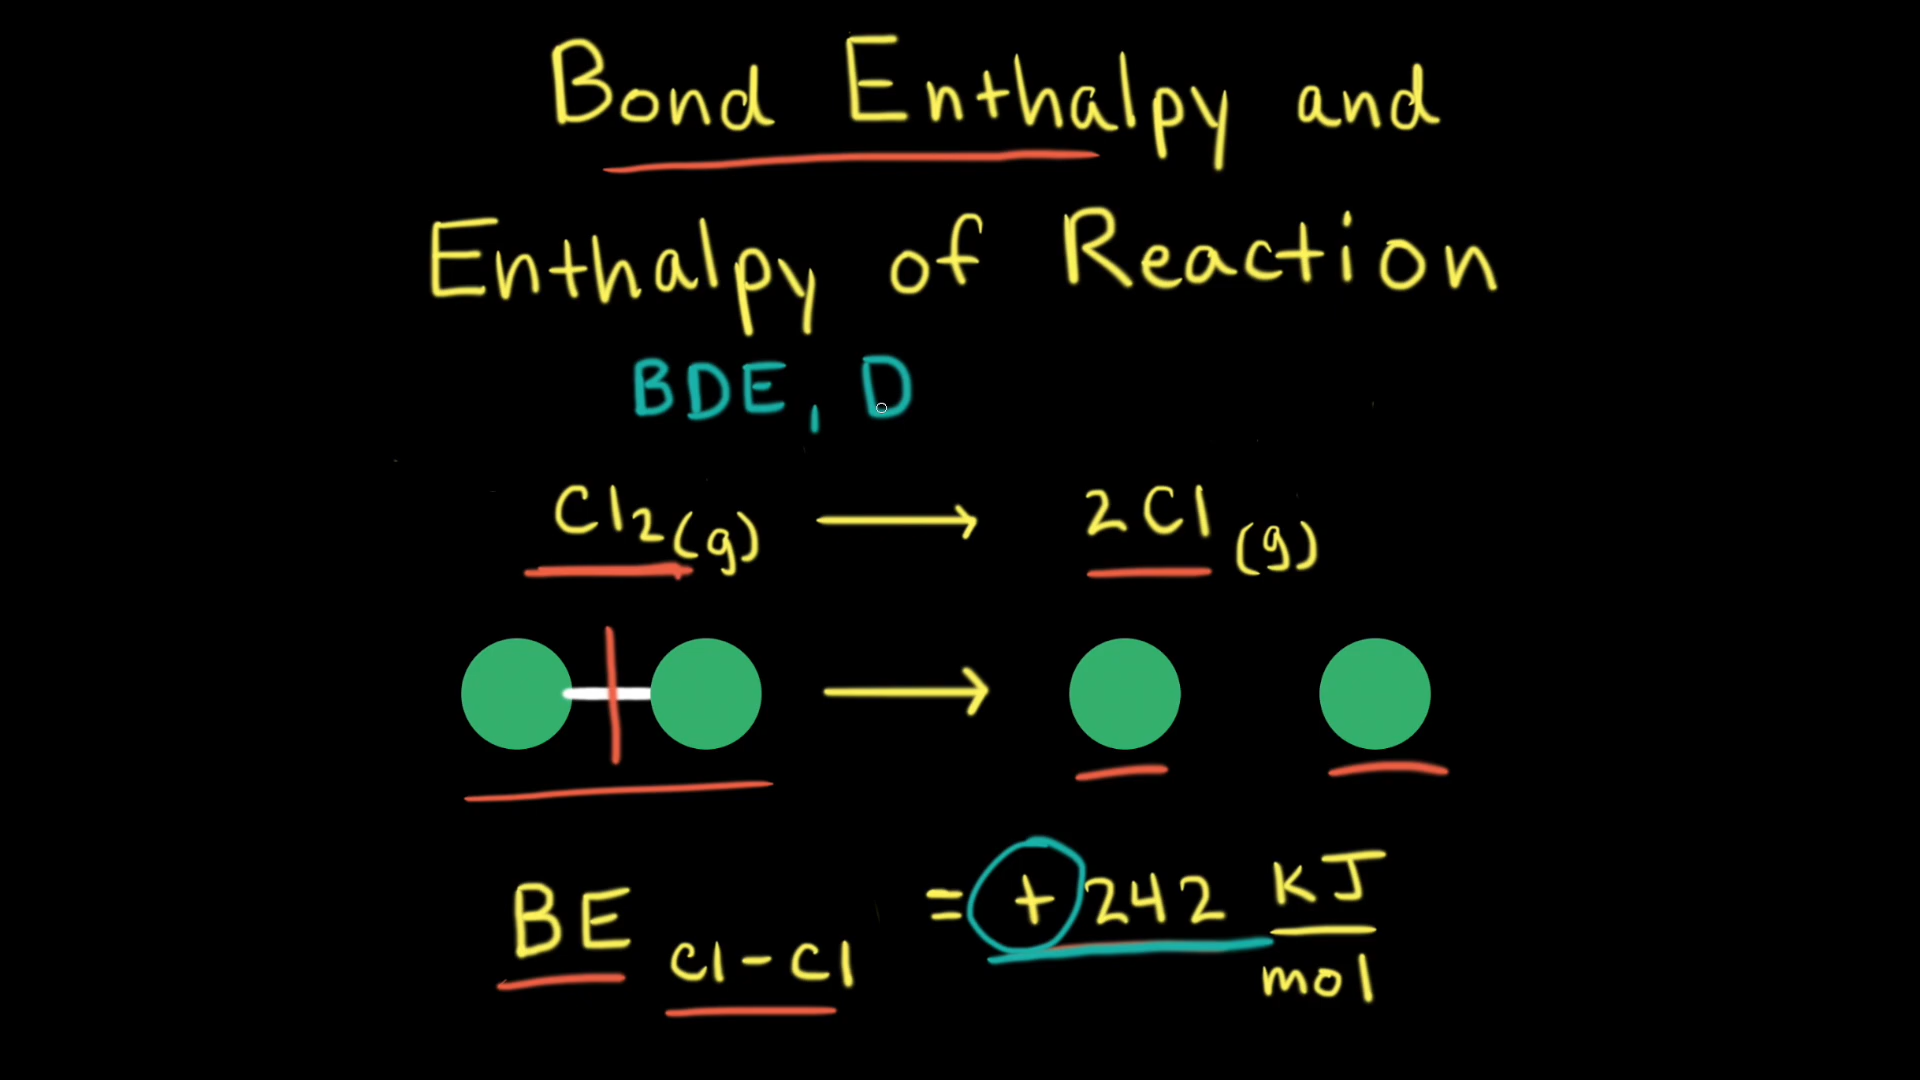 Bond Enthalpy and
Enthalpy of Reaction
BDE, D
Cl2(g) → 2Cl(g)
BE Cl-Cl = +242 kJ/mol